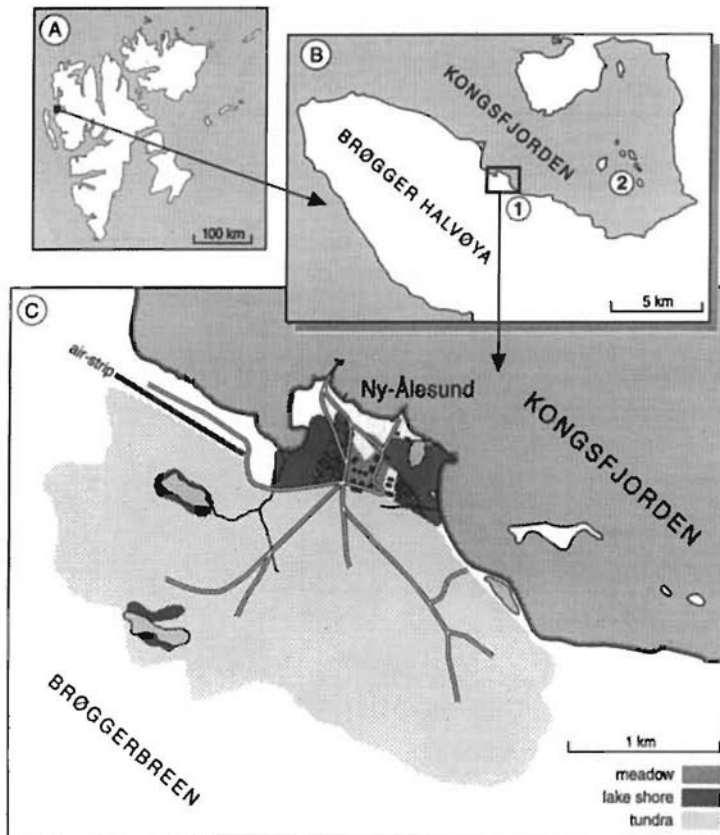 A
100 km
B
KONGSFJORDEN
BRØGGER HALVØYA
1
2
5 km
C
air-strip
Ny-Ålesund
KONGSFJORDEN
BRØGGERBREEN
1 km
meadow
lake shore
tundra